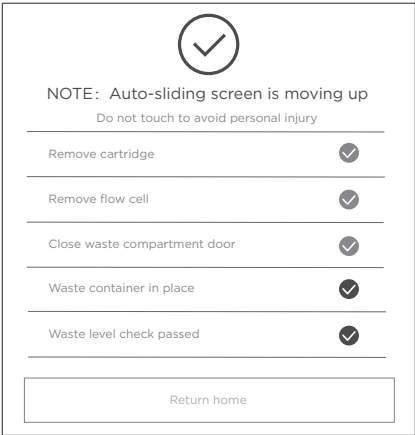 NOTE: Auto-sliding screen is moving up
Do not touch to avoid personal injury
Remove cartridge
Remove flow cell
Close waste compartment door
Waste container in place
Waste level check passed
Return home